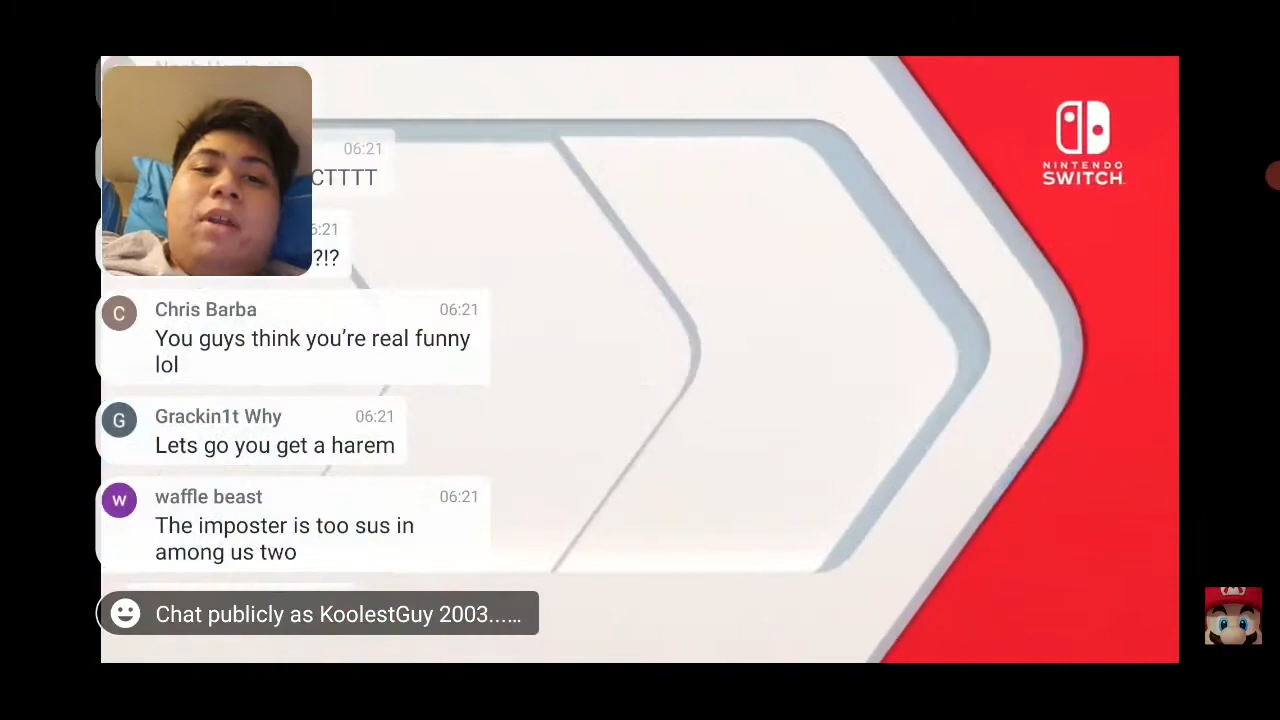 06:21
CTTTT
6:21
?!?
Chris Barba 06:21
You guys think you’re real funny
lol
Grackin1t Why 06:21
Lets go you get a harem
waffle beast 06:21
The imposter is too sus in
among us two
Chat publicly as KoolestGuy 2003...…
C
G
w
NINTENDO
SWITCH
M